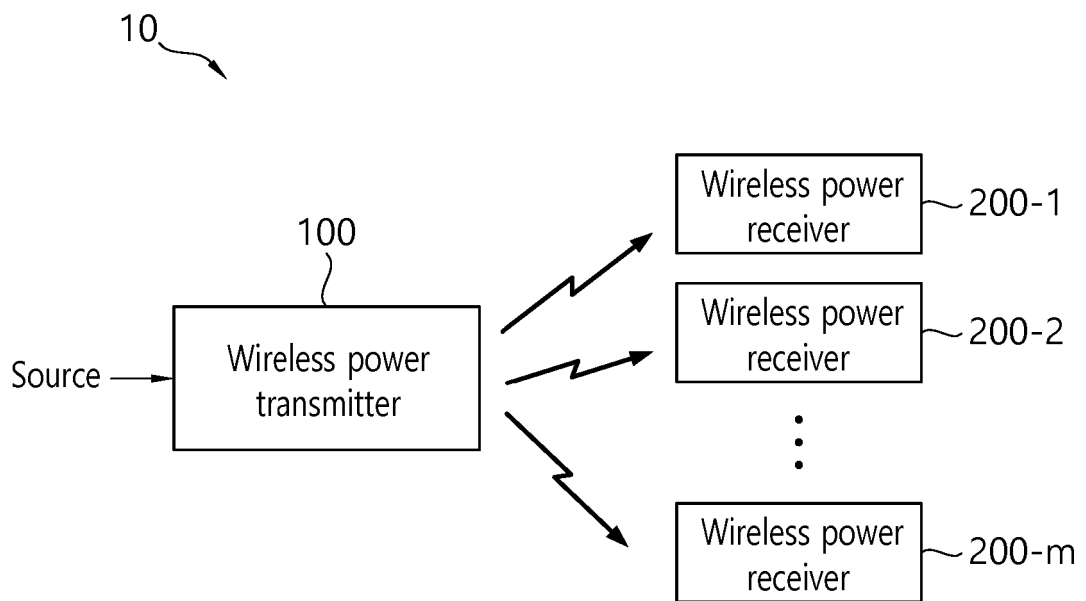 10
Wireless power
receiver
200-1
100
Wireless power
receiver
200-2
Source
Wireless power
transmitter
Wireless power
receiver
200-m